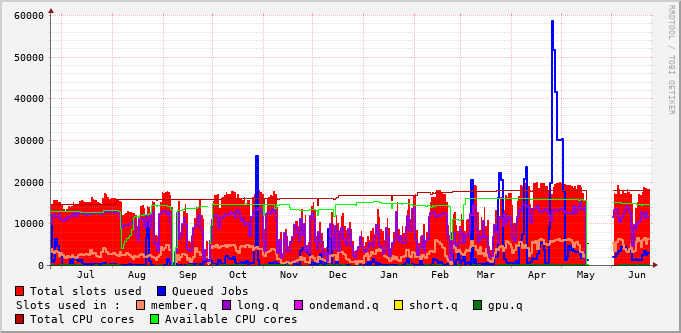 RRDTOOL / TOBI OETIKER
60000
50000
40000
30000
20000
10000
0
Jul Aug Sep Oct Nov Dec Jan Feb Mar Apr May Jun
Total slots used Queued Jobs
Slots used in : member.q long.q ondemand.q short.q gpu.q
Total CPU cores Available CPU cores